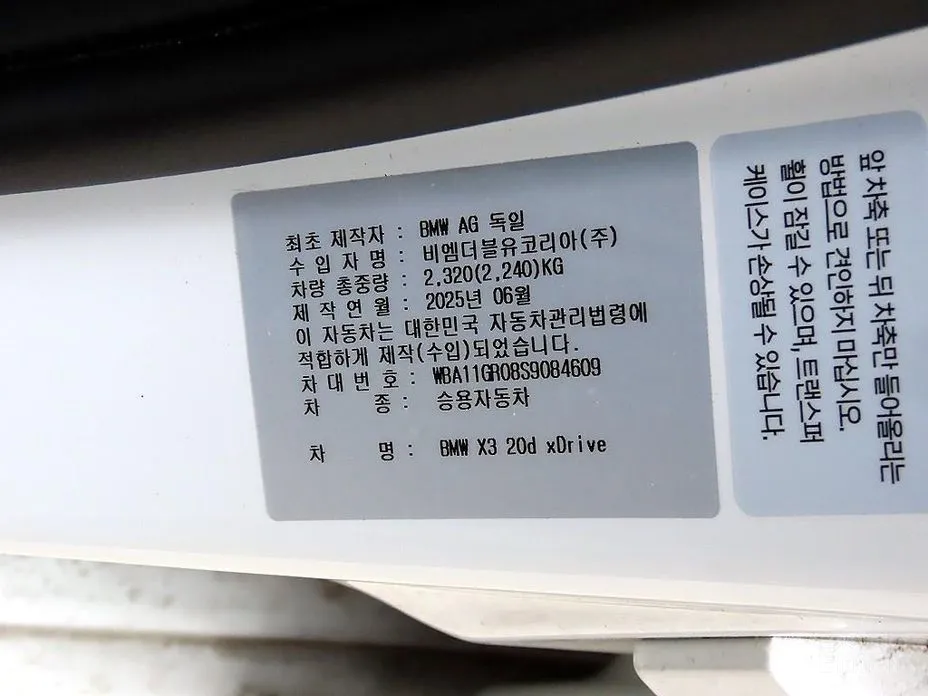 최초 제작자 : BMW AG 독일
수 입 자 명 : 비엠더블유코리아(주)
차량 총중량 : 2,320(2,240)KG
제 작 연 월 : 2025년 06월
이 자동차는 대한민국 자동차관리법령에
적합하게 제작(수입)되었습니다.
차 대 번 호 : WBA11GR08S9084609
차 종 : 승용자동차
차 명 : BMW X3 20d xDrive
앞 차축 또는 뒤 차축만 들어올리는
방법으로 견인하지 마십시오.
휠이 잠길 수 있으며, 트랜스퍼
케이스가 손상될 수 있습니다.